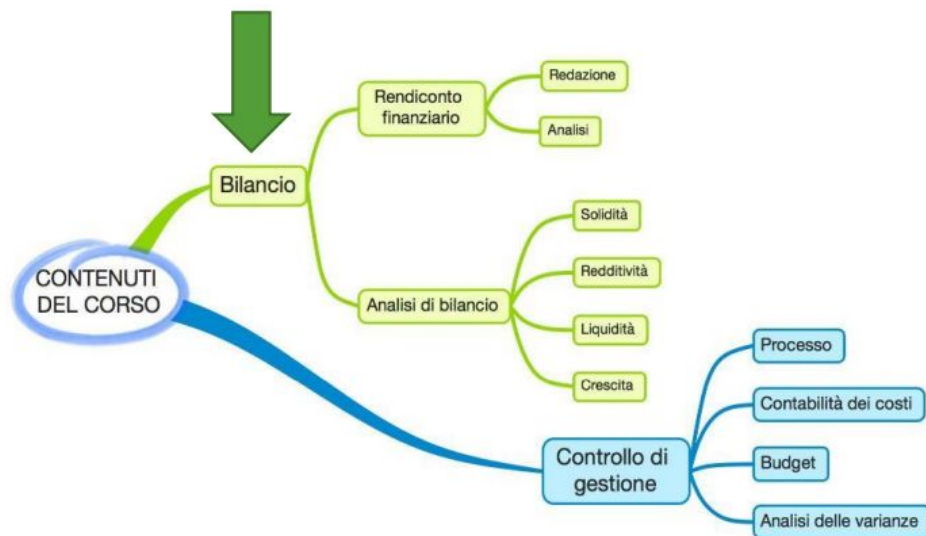 CONTENUTI
DEL CORSO
Bilancio
Rendiconto
finanziario
Redazione
Analisi
Analisi di bilancio
Solidità
Redditività
Liquidità
Crescita
Controllo di
gestione
Processo
Contabilità dei costi
Budget
Analisi delle varianze